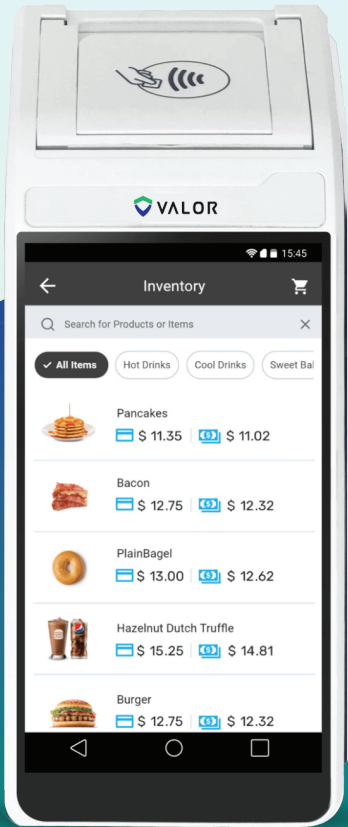 VALOR
15:45
Inventory
Search for Products or Items
All Items Hot Drinks Cool Drinks Sweet Bal
Pancakes
$ 11.35 $ 11.02
Bacon
$ 12.75 $ 12.32
PlainBagel
$ 13.00 $ 12.62
Hazelnut Dutch Truffle
$ 15.25 $ 14.81
Burger
$ 12.75 $ 12.32